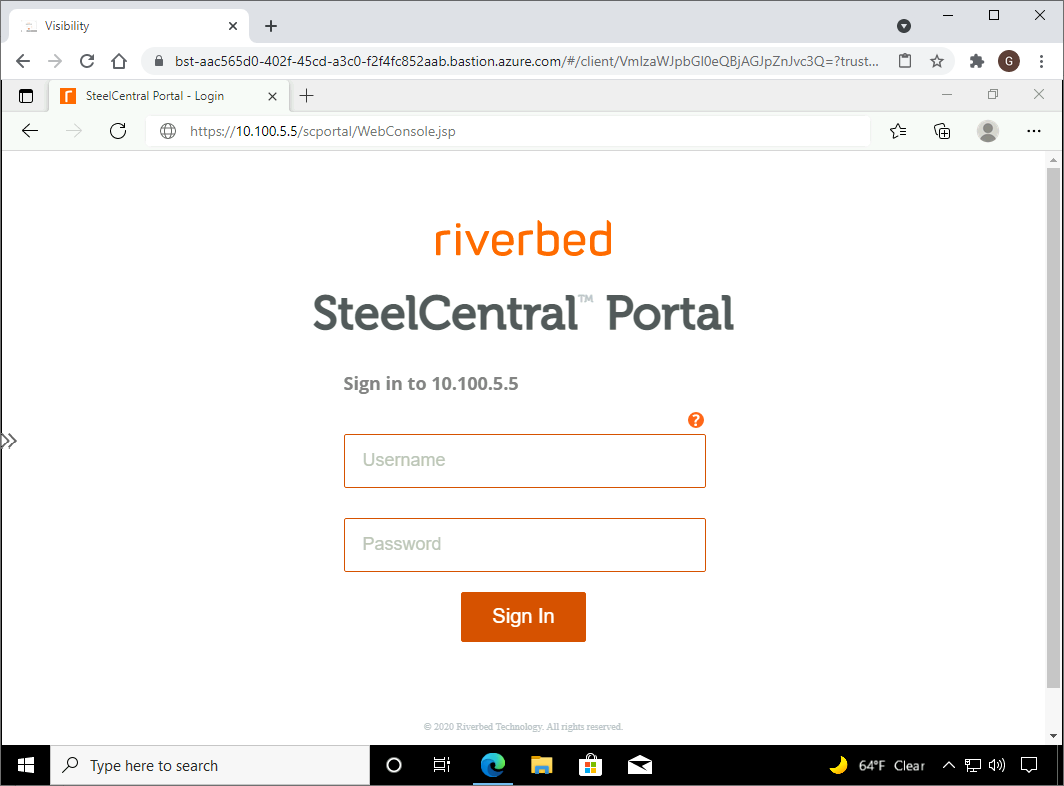 Visibility
bst-aac565d0-402f-45cd-a3c0-f2f4fc852aab.bastion.azure.com/#/client/VmlzaWJpbGl0eQBjAGJpZnJvc3Q=?trust...
G
SteelCentral Portal - Login
https://10.100.5.5/scportal/WebConsole.jsp
riverbed
SteelCentral™ Portal
Sign in to 10.100.5.5
?
Username
Password
Sign In
© 2020 Riverbed Technology. All rights reserved.
Type here to search
64°F Clear